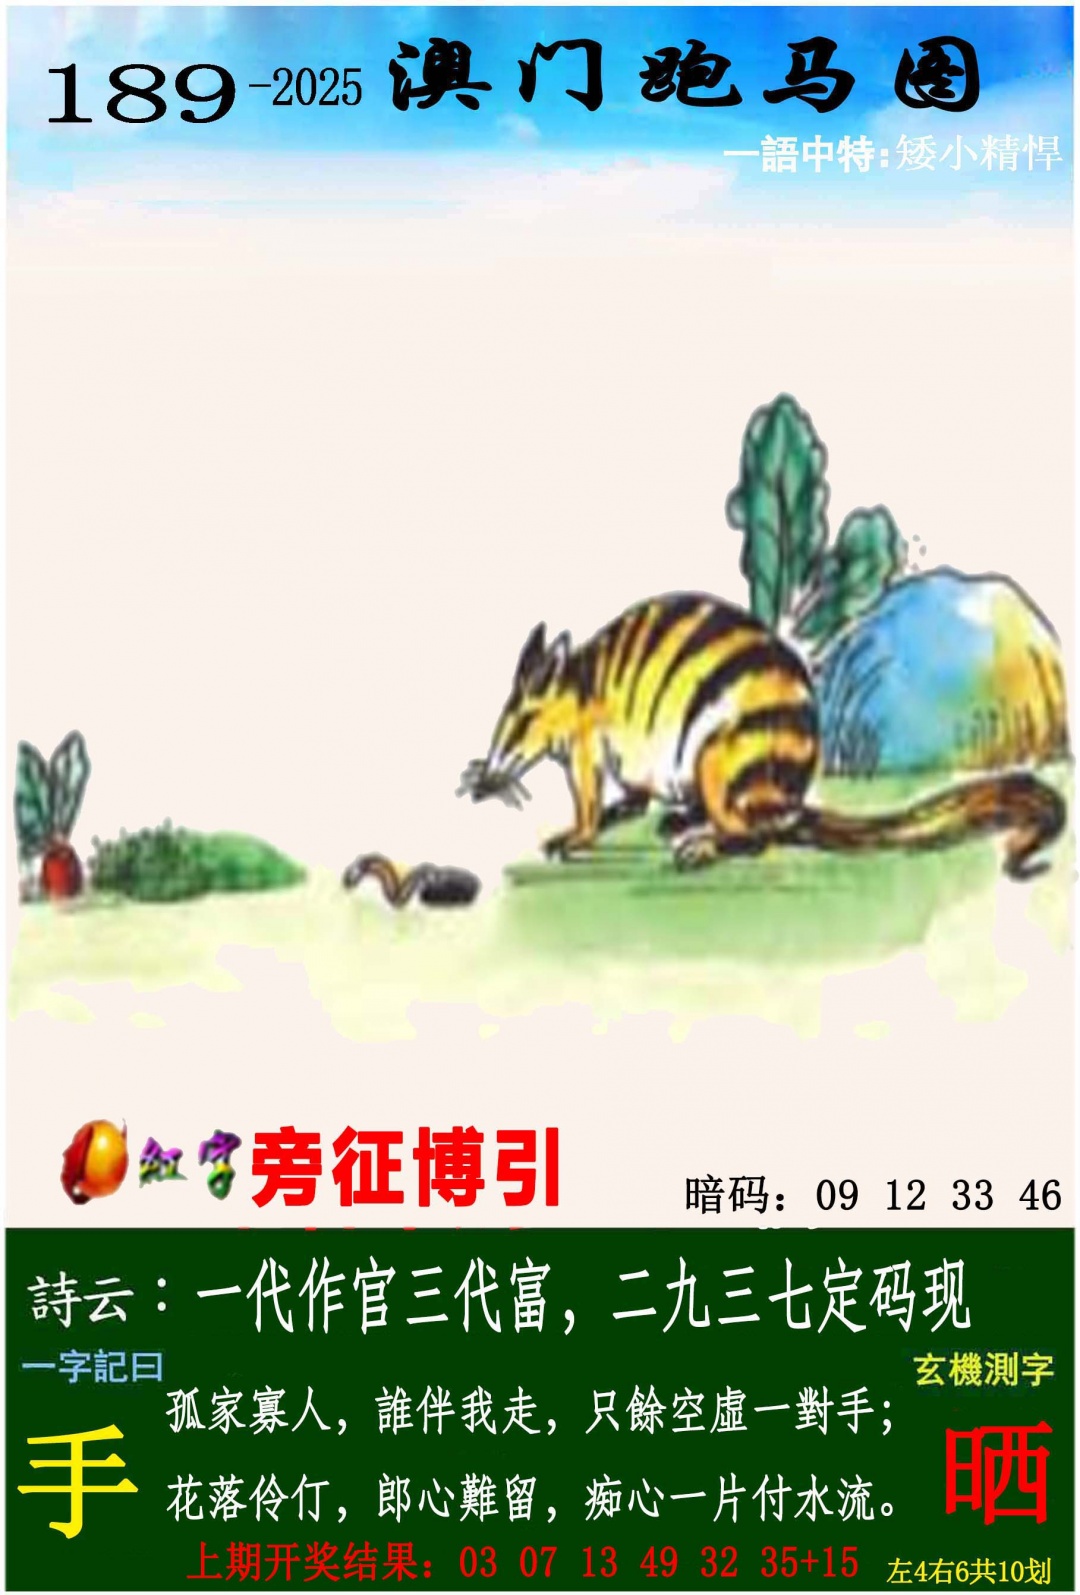 189-2025 澳门跑马图
一語中特:矮小精悍
红字 旁征博引
暗码：09 12 33 46
詩云：一代作官三代富，二九三七定码现
一字記曰
玄機測字
孤家寡人，誰伴我走，只餘空虛一對手；
手
晒
花落伶仃，郎心難留，痴心一片付水流。
上期开奖结果：03 07 13 49 32 35+15
左4右6共10划